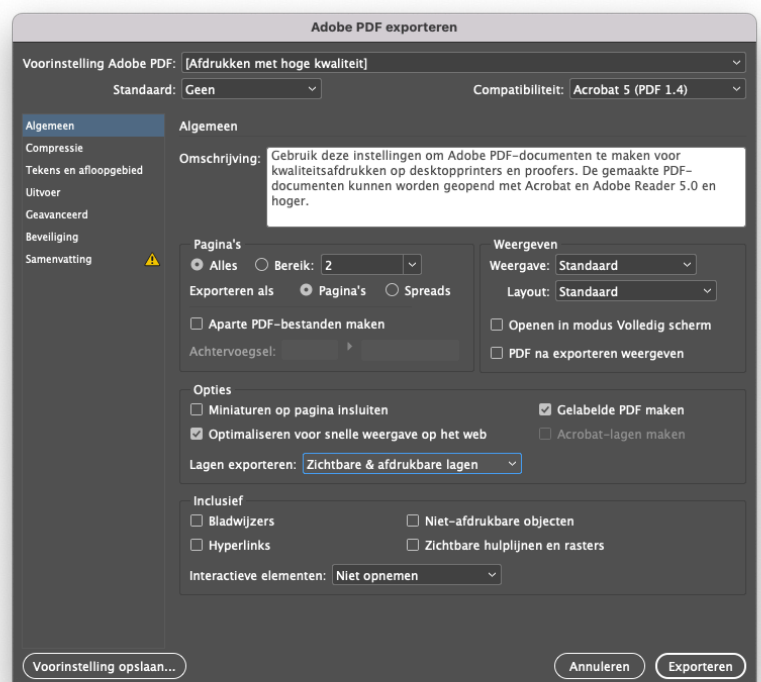 Adobe PDF exporteren
Voorinstelling Adobe PDF: [Afdrukken met hoge kwaliteit]
Standaard: Geen Compatibiliteit: Acrobat 5 (PDF 1.4)
Algemeen
Compressie
Tekens en afloopgebied
Uitvoer
Geavanceerd
Beveiliging
Samenvatting
Algemeen
Omschrijving: Gebruik deze instellingen om Adobe PDF-documenten te maken voor
kwaliteitsafdrukken op desktopprinters en proofers. De gemaakte PDF-
documenten kunnen worden geopend met Acrobat en Adobe Reader 5.0 en
hoger.
Pagina's
Alles Bereik: 2
Exporteren als Pagina's Spreads
Aparte PDF-bestanden maken
Achtervoegsel:
Weergeven
Weergave: Standaard
Layout: Standaard
Openen in modus Volledig scherm
PDF na exporteren weergeven
Opties
Miniaturen op pagina insluiten Gelabelde PDF maken
Optimaliseren voor snelle weergave op het web Acrobat-lagen maken
Lagen exporteren: Zichtbare & afdrukbare lagen
Inclusief
Bladwijzers Niet-afdrukbare objecten
Hyperlinks Zichtbare hulplijnen en rasters
Interactieve elementen: Niet opnemen
Voorinstelling opslaan... Annuleren Exporteren